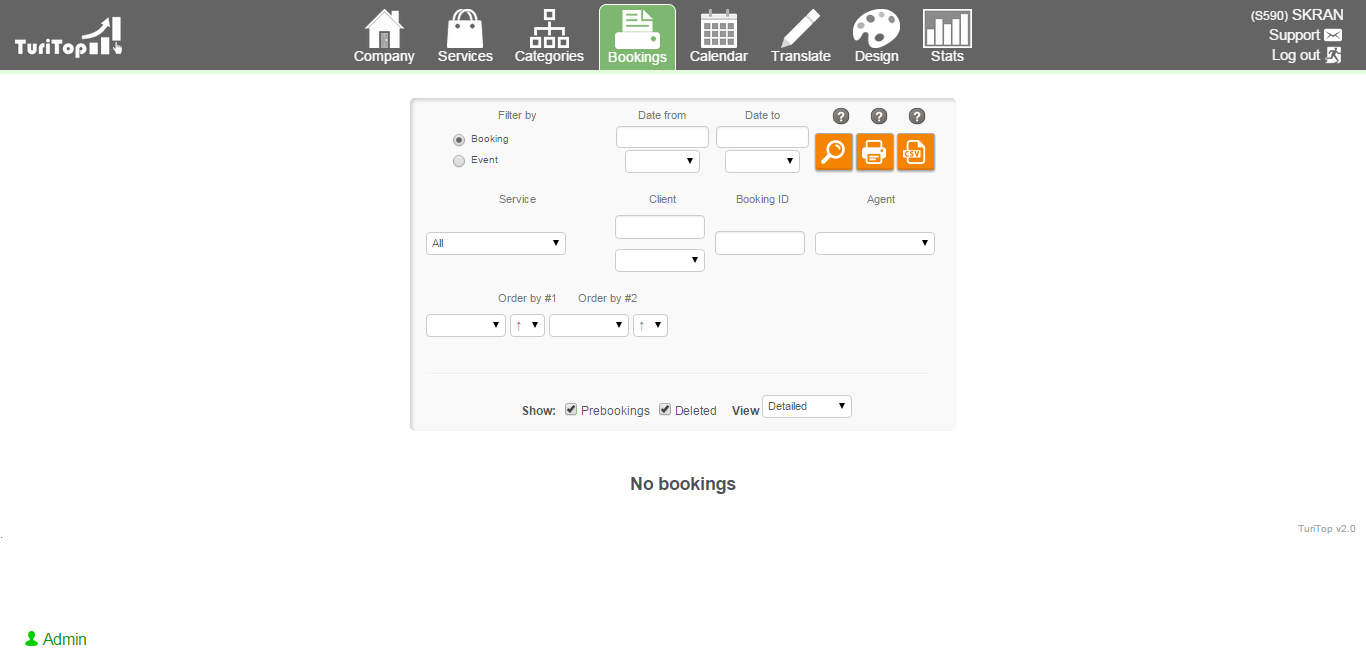 TuriTop
Company Services Categories Bookings Calendar Translate Design Stats
(S590) SKRAN
Support
Log out
Filter by Date from Date to ? ? ?
Booking
Event
CSV
Service Client Booking ID Agent
All
Order by #1 Order by #2
↑ ↑
Show: Prebookings Deleted View Detailed
No bookings
TuriTop v2.0
.
Admin